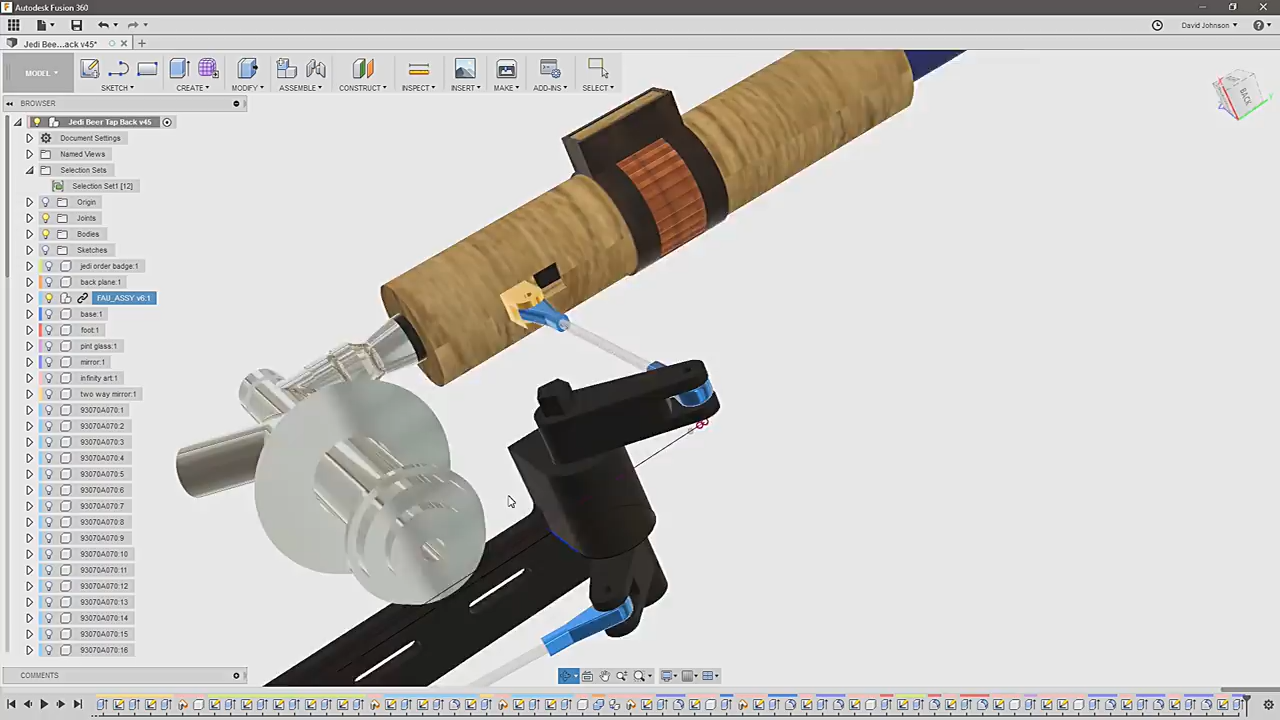 Autodesk Fusion 360
David Johnson
Jedi Bee...ack v45*
MODEL
SKETCH
CREATE
MODIFY
ASSEMBLE
CONSTRUCT
INSPECT
INSERT
MAKE
ADD-INS
SELECT
BACK
BROWSER
Jedi Beer Tap Back v45
Document Settings
Named Views
Selection Sets
Selection Set1 [12]
Origin
Joints
Bodies
Sketches
jedi order badge:1
back plane:1
FAU_ASSY v6:1
base:1
foot:1
pint glass:1
mirror:1
infinity art:1
two way mirror:1
93070A070:1
93070A070:2
93070A070:3
93070A070:4
93070A070:5
93070A070:6
93070A070:7
93070A070:8
93070A070:9
93070A070:10
93070A070:11
93070A070:12
93070A070:13
93070A070:14
93070A070:15
93070A070:16
COMMENTS